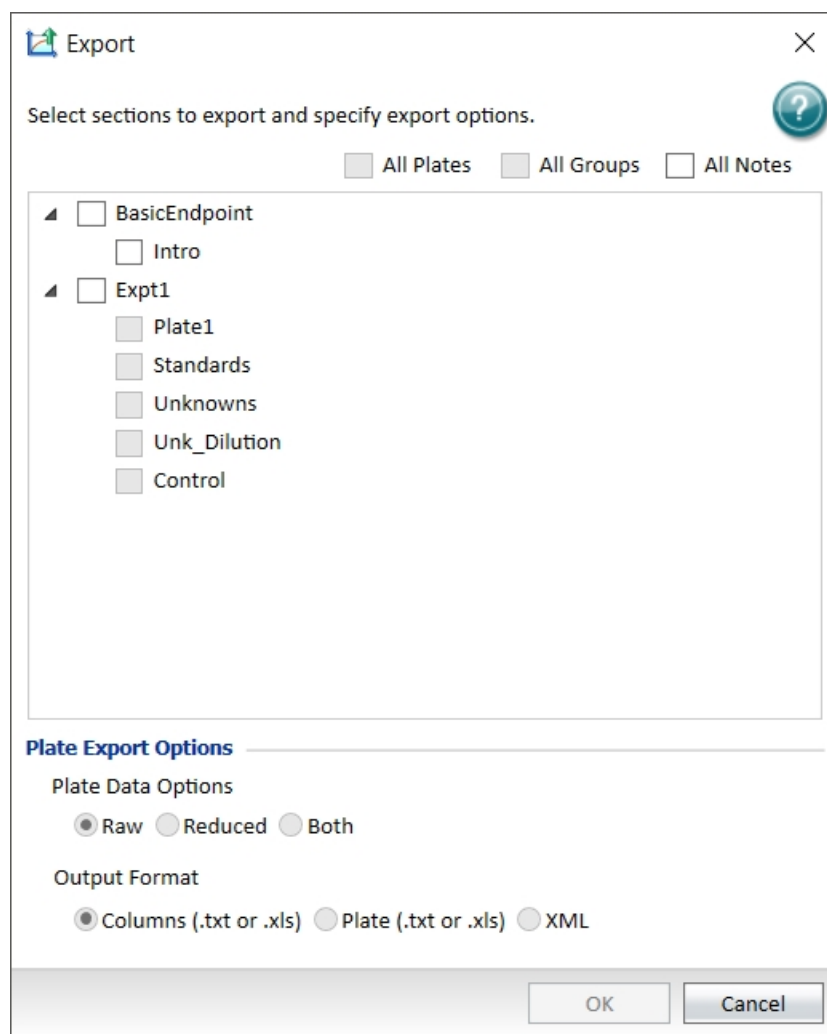 Export
Select sections to export and specify export options.
?
All Plates All Groups All Notes
BasicEndpoint
Intro
Expt1
Plate1
Standards
Unknowns
Unk_Dilution
Control
Plate Export Options
Plate Data Options
Raw Reduced Both
Output Format
Columns (.txt or .xls) Plate (.txt or .xls) XML
OK Cancel